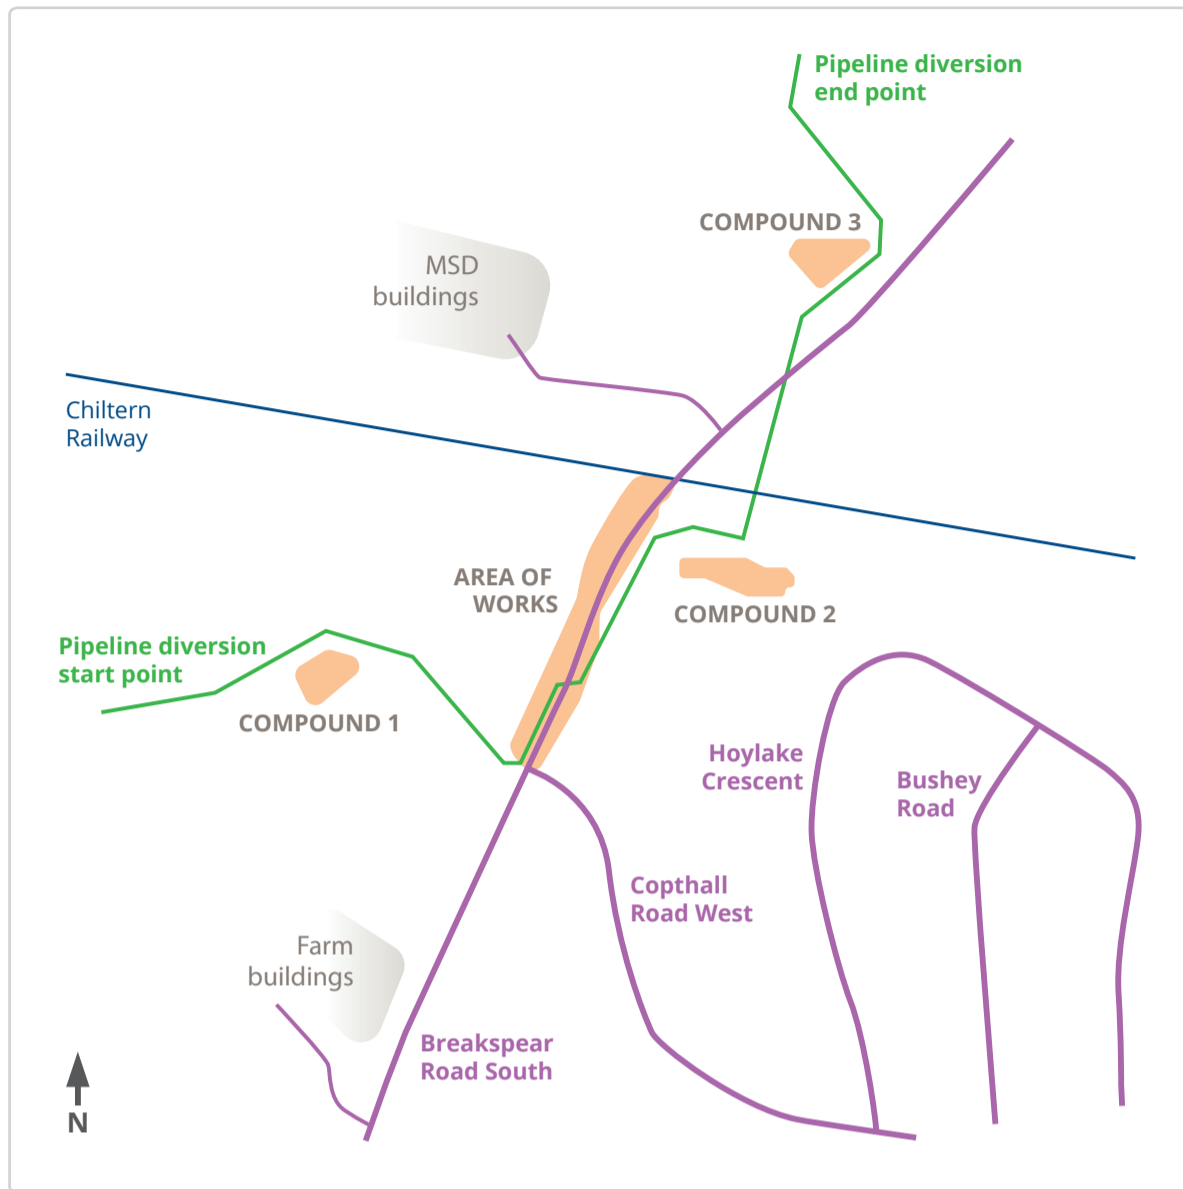 Pipeline diversion
end point
COMPOUND 3
MSD
buildings
Chiltern
Railway
AREA OF
WORKS
COMPOUND 2
Pipeline diversion
start point
COMPOUND 1
Hoylake
Crescent
Bushey
Road
Copthall
Road West
Farm
buildings
Breakspear
Road South
N